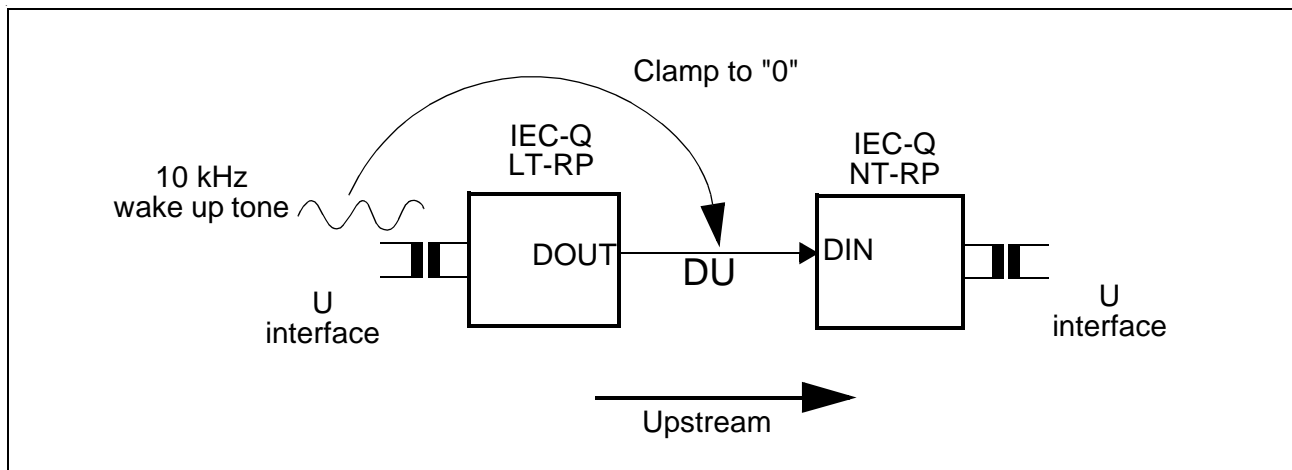 Clamp to "0"
IEC-Q
LT-RP
IEC-Q
NT-RP
10 kHz
wake up tone
DOUT
DU
DIN
U
interface
U
interface
Upstream